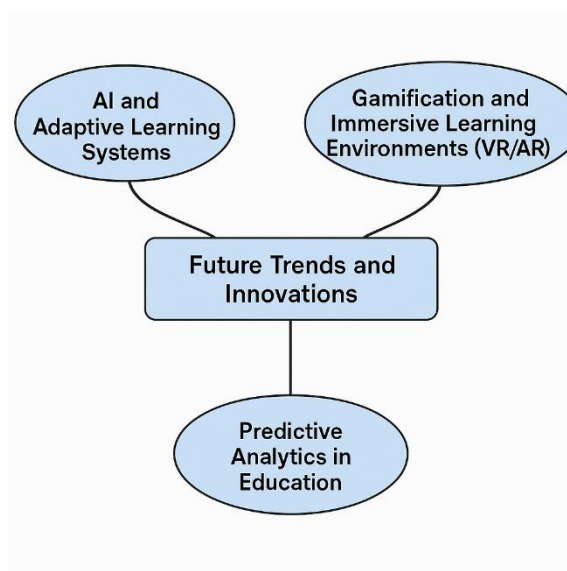 AI and
Adaptive Learning
Systems
Gamification and
Immersive Learning
Environments (VR/AR)
Future Trends and
Innovations
Predictive
Analytics in
Education